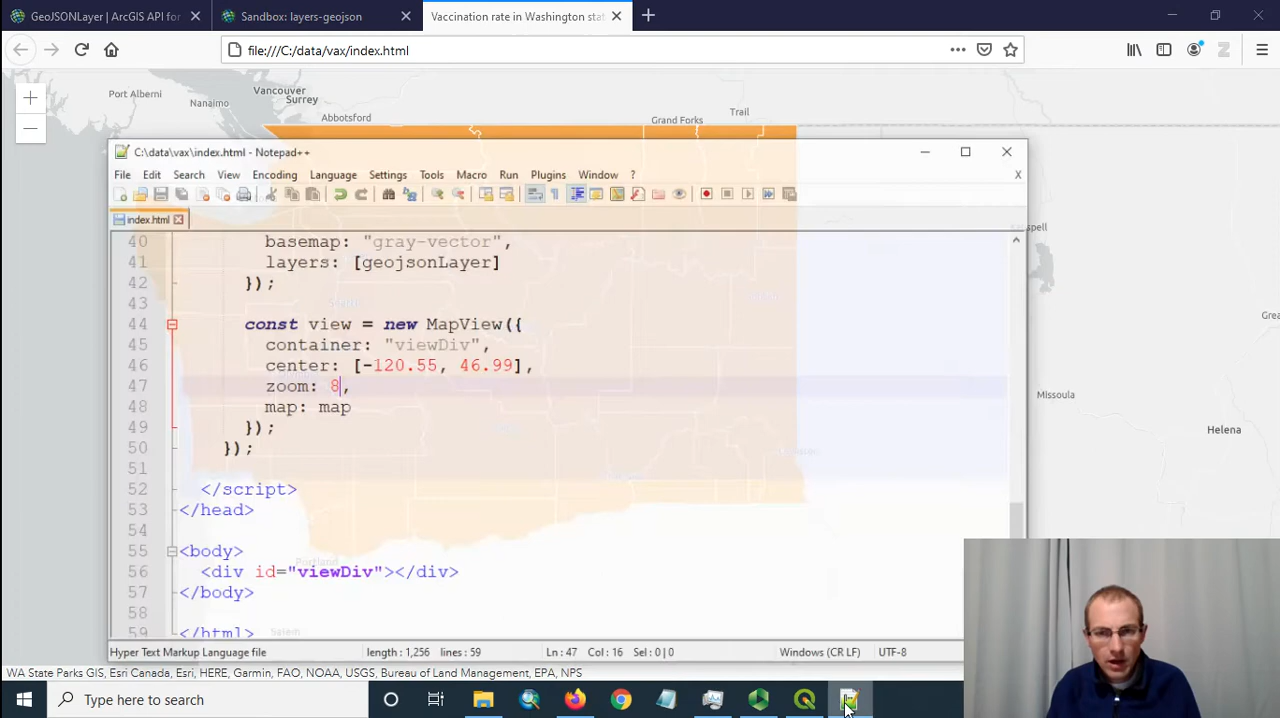 GeoJSONLayer | ArcGIS API for
Sandbox: layers-geojson
Vaccination rate in Washington stat
file:///C:/data/vax/index.html
Port Alberni
Nanaimo
Vancouver
Surrey
Abbotsford
Grand Forks
Trail
C:\data\vax\index.html - Notepad++
File Edit Search View Encoding Language Settings Tools Macro Run Plugins Window ? X
index.html
40 basemap: "gray-vector",
41 layers: [geojsonLayer]
42 });
43
44 const view = new MapView({
45 container: "viewDiv",
46 center: [-120.55, 46.99],
47 zoom: 8,
48 map: map
49 });
50 });
51
52 </script>
53 </head>
54
55 <body>
56 <div id="viewDiv"></div>
57 </body>
58
59 </html>
Missoula
Helena
Portland
Salem
Hyper Text Markup Language file length : 1,256 lines : 59 Ln : 47 Col : 16 Sel : 0 | 0 Windows (CR LF) UTF-8
WA State Parks GIS, Esri Canada, Esri, HERE, Garmin, FAO, NOAA, USGS, Bureau of Land Management, EPA, NPS
Type here to search